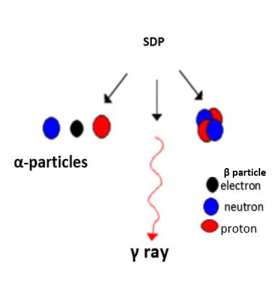 SDP
α-particles
β particle
electron
neutron
proton
γ ray